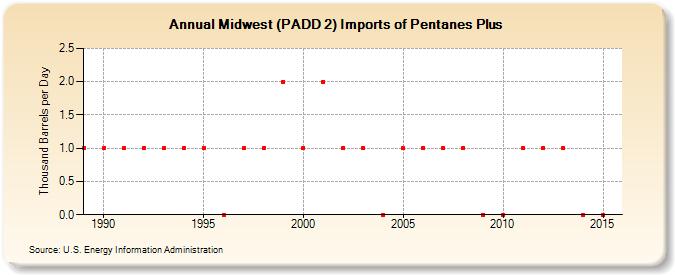 Annual Midwest (PADD 2) Imports of Pentanes Plus
Thousand Barrels per Day
2.5
2.0
1.5
1.0
0.5
0.0
1990 1995 2000 2005 2010 2015
Source: U.S. Energy Information Administration